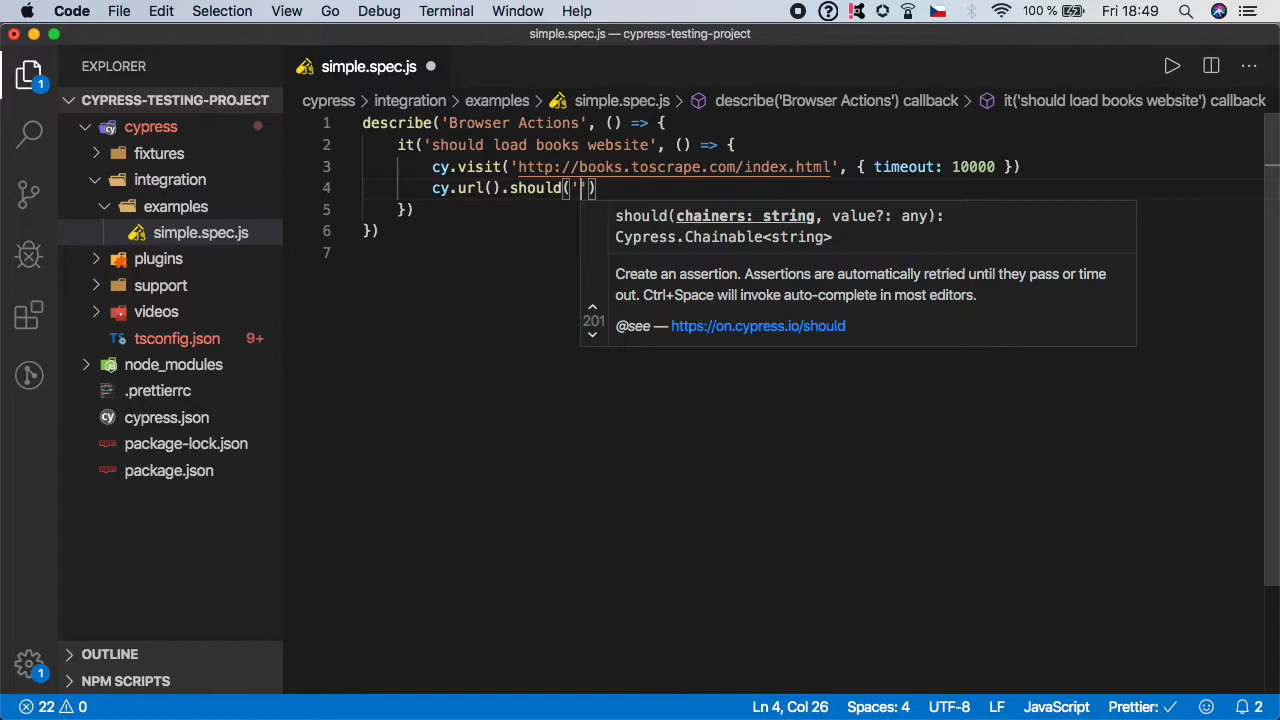 Code File Edit Selection View Go Debug Terminal Window Help 100 % Fri 18:49
simple.spec.js — cypress-testing-project
EXPLORER
simple.spec.js
CYPRESS-TESTING-PROJECT
cypress
fixtures
integration
examples
simple.spec.js
plugins
support
videos
tsconfig.json 9+
node_modules
.prettierrc
cypress.json
package-lock.json
package.json
OUTLINE
NPM SCRIPTS
1
1
cypress > integration > examples > simple.spec.js > describe('Browser Actions') callback > it('should load books website') callback
1 describe('Browser Actions', () => {
2 it('should load books website', () => {
3 cy.visit('http://books.toscrape.com/index.html', { timeout: 10000 })
4 cy.url().should('')
5 })
6 })
7
should(chainers: string, value?: any):
Cypress.Chainable<string>
201
Create an assertion. Assertions are automatically retried until they pass or time
out. Ctrl+Space will invoke auto-complete in most editors.
@see — https://on.cypress.io/should
22 0 Ln 4, Col 26 Spaces: 4 UTF-8 LF JavaScript Prettier: ✓ 2